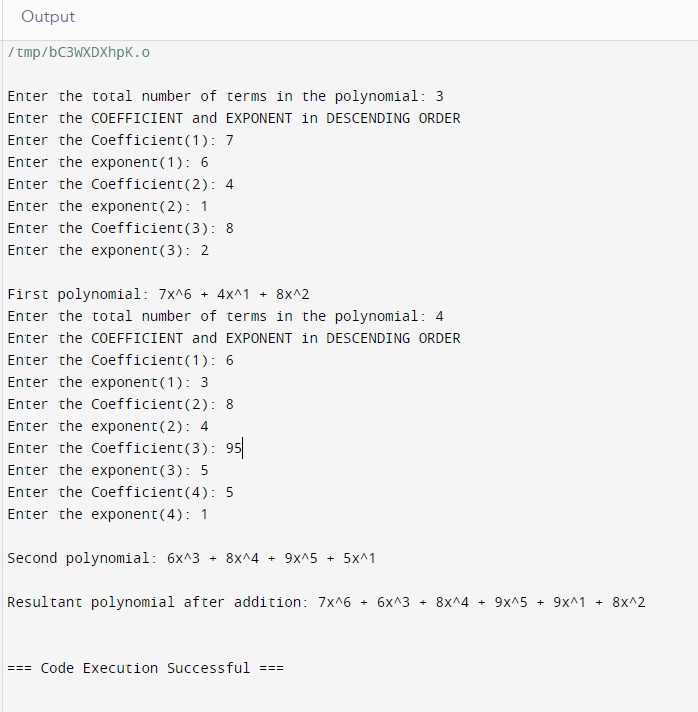 Output
/tmp/bC3WXDXhpK.o
Enter the total number of terms in the polynomial: 3
Enter the COEFFICIENT and EXPONENT in DESCENDING ORDER
Enter the Coefficient(1): 7
Enter the exponent(1): 6
Enter the Coefficient(2): 4
Enter the exponent(2): 1
Enter the Coefficient(3): 8
Enter the exponent(3): 2
First polynomial: 7x^6 + 4x^1 + 8x^2
Enter the total number of terms in the polynomial: 4
Enter the COEFFICIENT and EXPONENT in DESCENDING ORDER
Enter the Coefficient(1): 6
Enter the exponent(1): 3
Enter the Coefficient(2): 8
Enter the exponent(2): 4
Enter the Coefficient(3): 95
Enter the exponent(3): 5
Enter the Coefficient(4): 5
Enter the exponent(4): 1
Second polynomial: 6x^3 + 8x^4 + 9x^5 + 5x^1
Resultant polynomial after addition: 7x^6 + 6x^3 + 8x^4 + 9x^5 + 9x^1 + 8x^2
=== Code Execution Successful ===